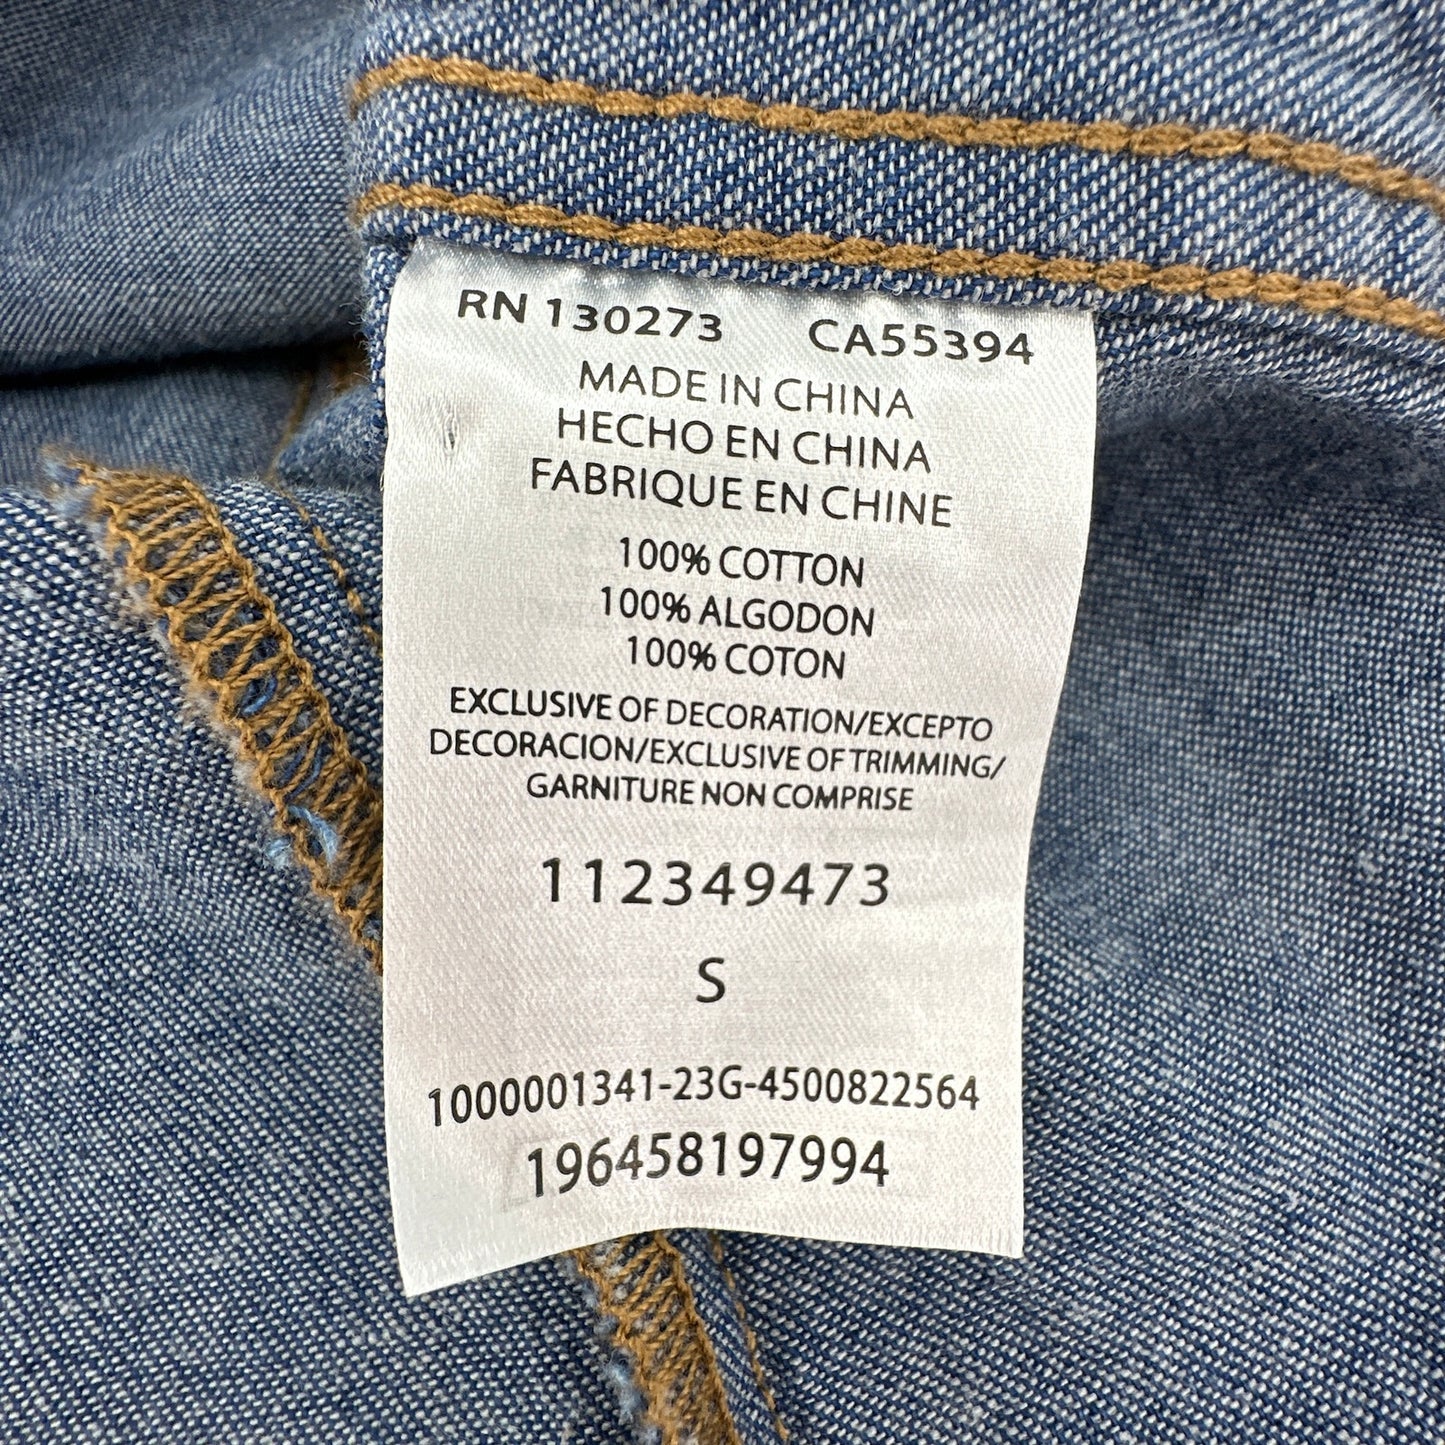 RN 130273 CA55394
MADE IN CHINA
HECHO EN CHINA
FABRIQUE EN CHINE
100% COTTON
100% ALGODON
100% COTON
EXCLUSIVE OF DECORATION/EXCEPTO
DECORACION/EXCLUSIVE OF TRIMMING/
GARNITURE NON COMPRISE
112349473
S
1000001341-23G-4500822564
196458197994